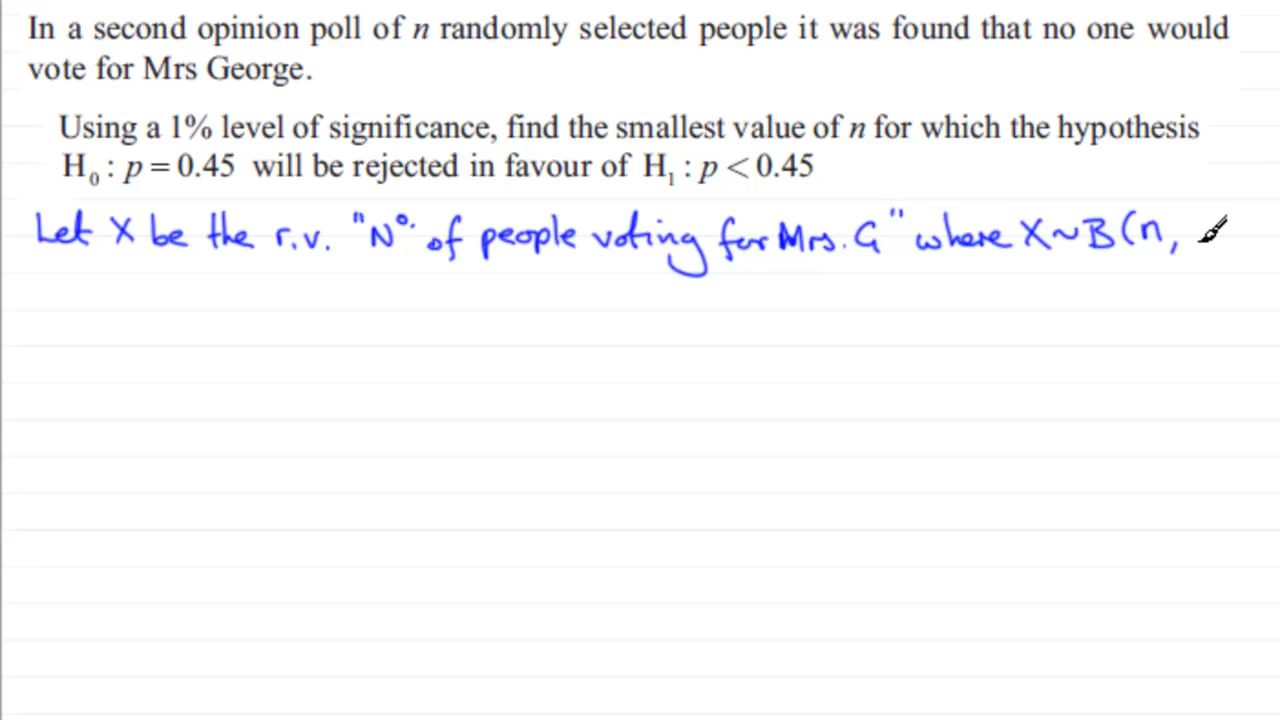 In a second opinion poll of n randomly selected people it was found that no one would
vote for Mrs George.
Using a 1% level of significance, find the smallest value of n for which the hypothesis
H₀ : p = 0.45 will be rejected in favour of H₁ : p < 0.45
Let X be the r.v. "Nº. of people voting for Mrs. G" where X~B(n,